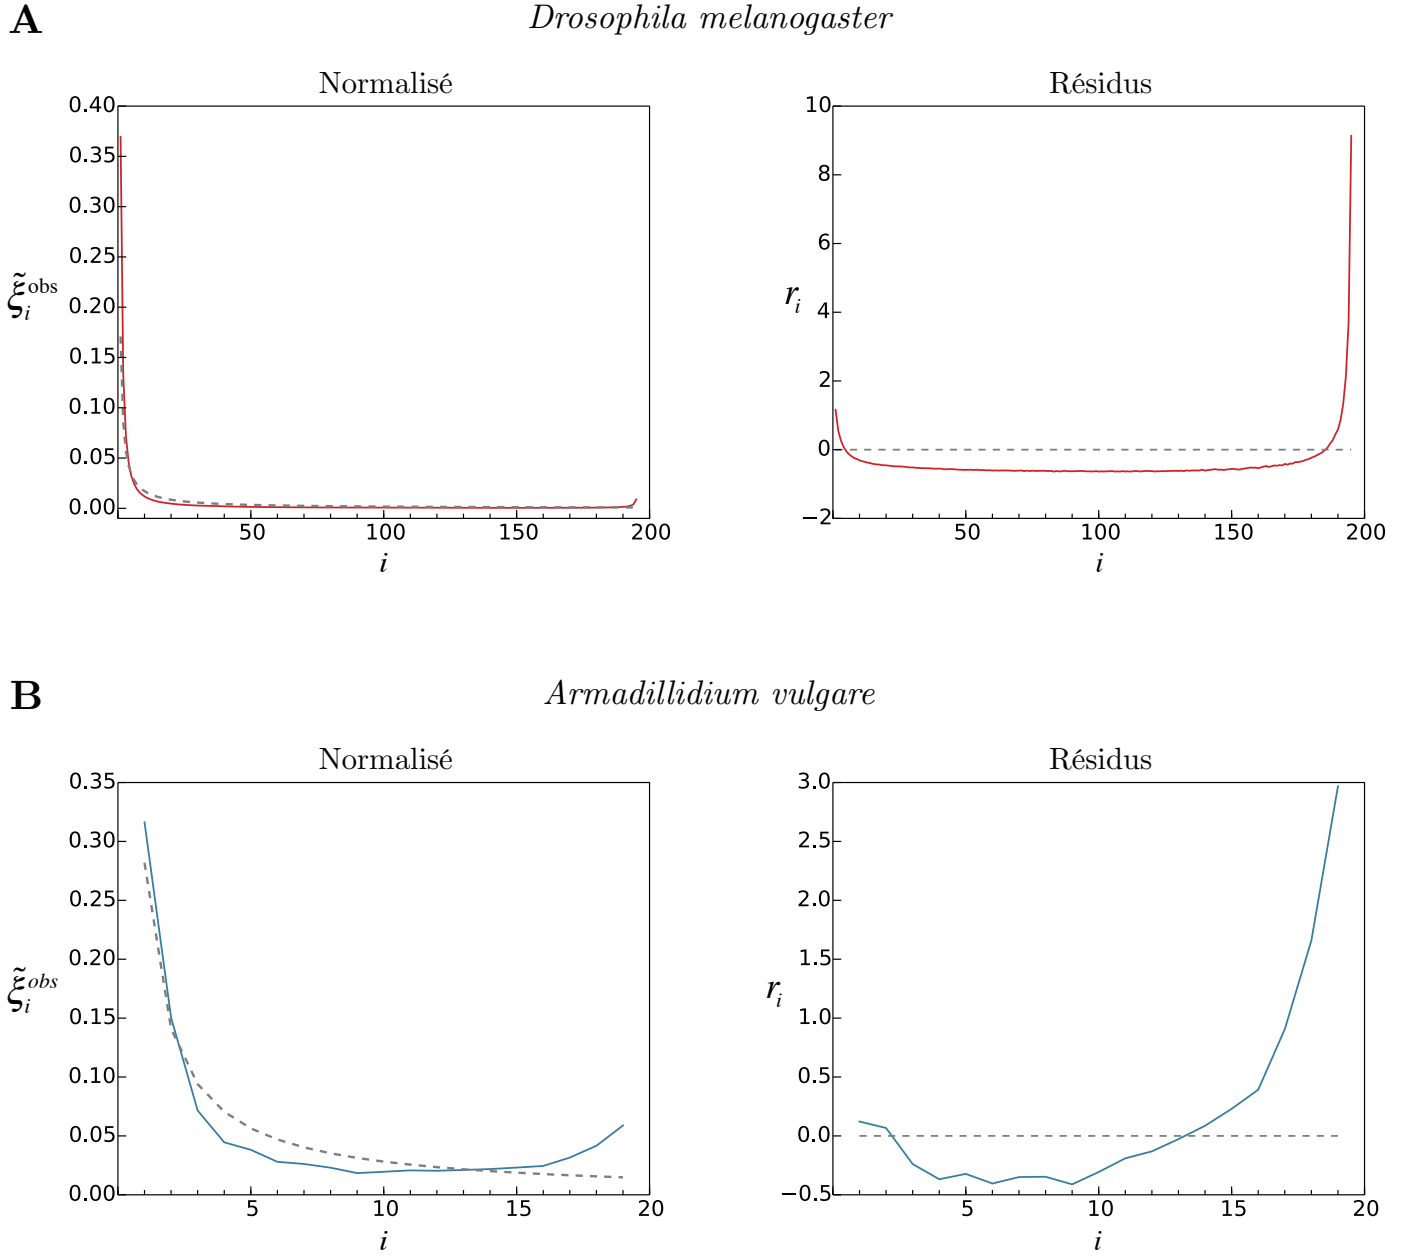 A
Drosophila melanogaster
Normalisé
0.40
0.35
0.30
0.25
0.20
0.15
0.10
0.05
0.00
ξ̃ᵢᵒᵇˢ
50 100 150 200
i
Résidus
10
8
6
4
2
0
−2
rᵢ
50 100 150 200
i
B
Armadillidium vulgare
Normalisé
0.35
0.30
0.25
0.20
0.15
0.10
0.05
0.00
ξ̃ᵢᵒᵇˢ
5 10 15 20
i
Résidus
3.0
2.5
2.0
1.5
1.0
0.5
0.0
−0.5
rᵢ
5 10 15 20
i